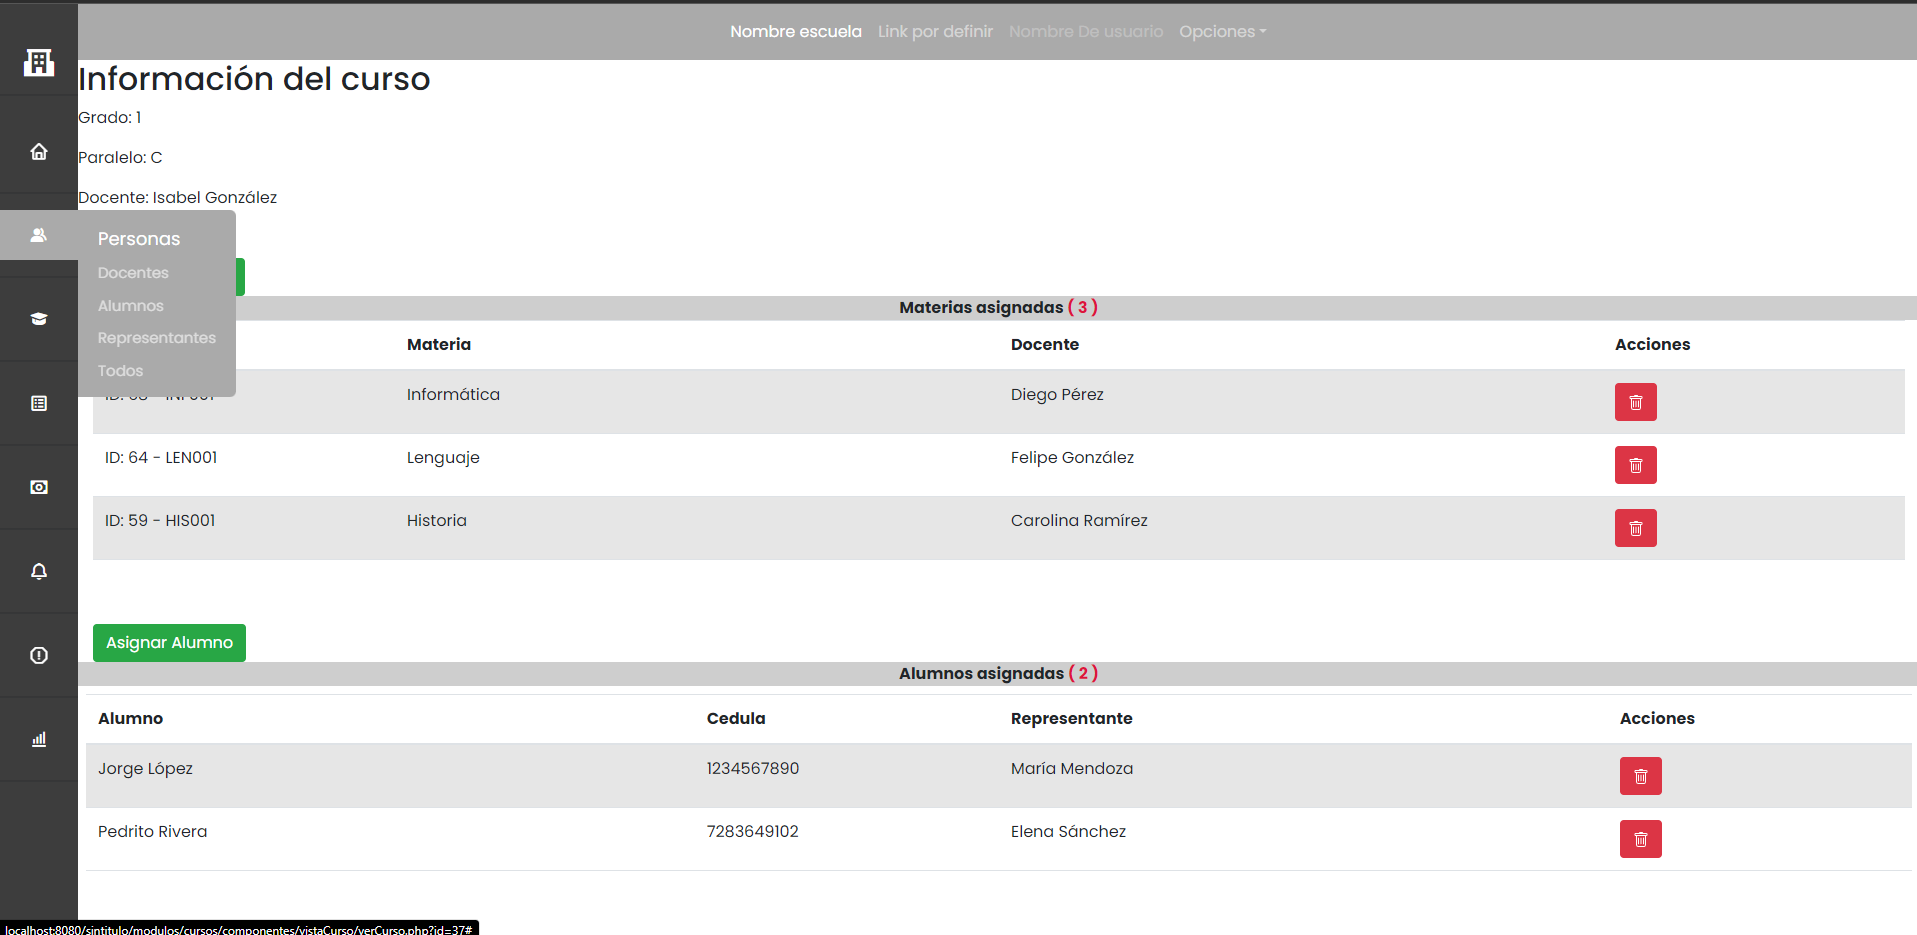 Nombre escuela Link por definir Nombre De usuario Opciones
Información del curso
Grado: 1
Paralelo: C
Docente: Isabel González
Personas
Docentes
Alumnos
Representantes
Todos
Materias asignadas ( 3 )
Materia Docente Acciones
Informática Diego Pérez
ID: 64 - LEN001 Lenguaje Felipe González
ID: 59 - HIS001 Historia Carolina Ramírez
Asignar Alumno
Alumnos asignadas ( 2 )
Alumno Cedula Representante Acciones
Jorge López 1234567890 María Mendoza
Pedrito Rivera 7283649102 Elena Sánchez
localhost:8080/sintitulo/modulos/cursos/componentes/vistaCurso/verCurso.php?id=37#